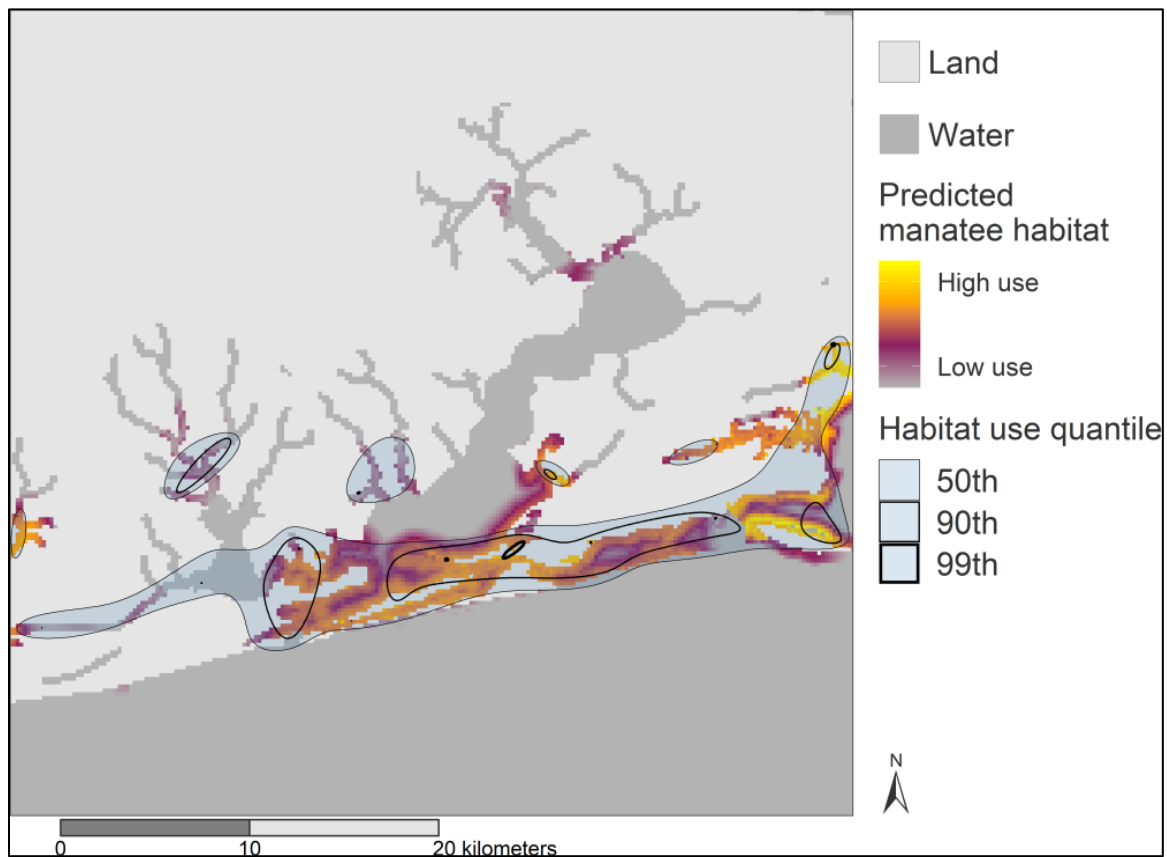 Land
Water
Predicted
manatee habitat
High use
Low use
Habitat use quantile
50th
90th
99th
N
0 10 20 kilometers